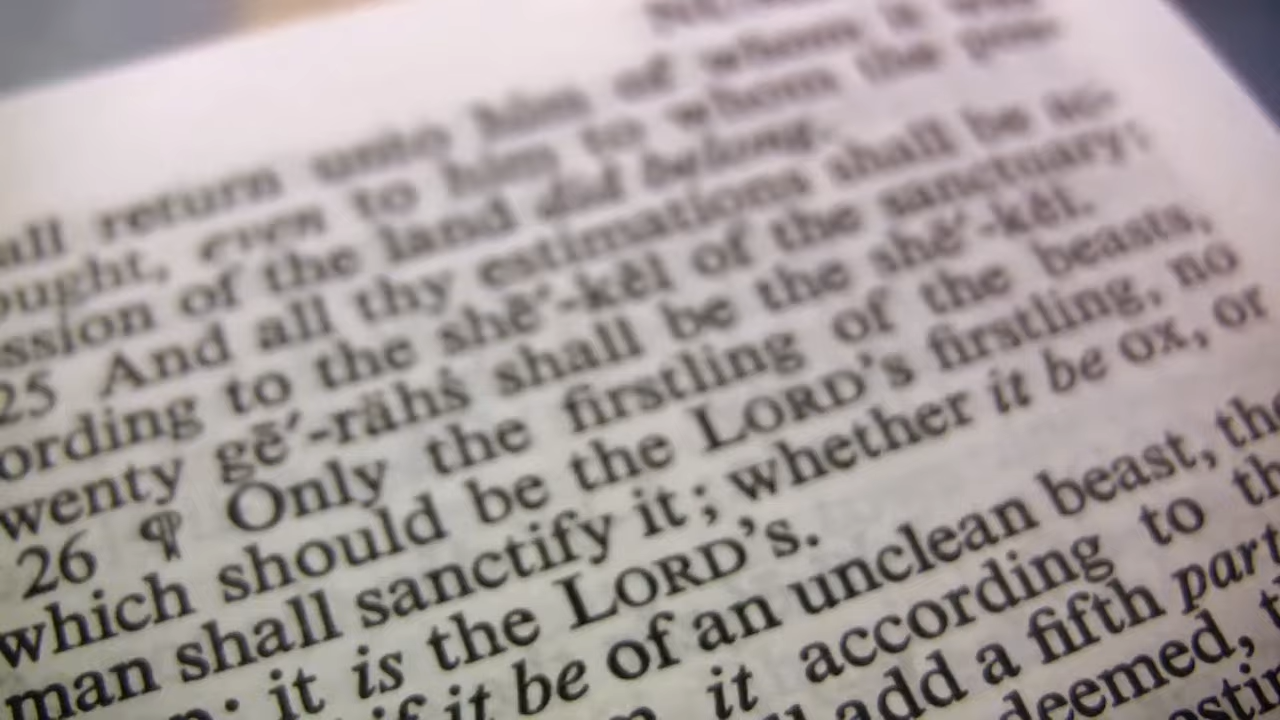 all return unto him of whom it was
ought, even to him to whom the pos-
ssion of the land did belong.
25 And all thy estimations shall be ac-
ording to the shĕ′-kĕl of the sanctuary:
wenty gē′-rähṡ shall be the shĕ′-kĕl.
26 ¶ Only the firstling of the beasts,
which should be the LORD'S firstling, no
man shall sanctify it; whether it be ox, or
: it is the LORD'S.
if it be of an unclean beast, the
it according to th
add a fifth part
deemed,